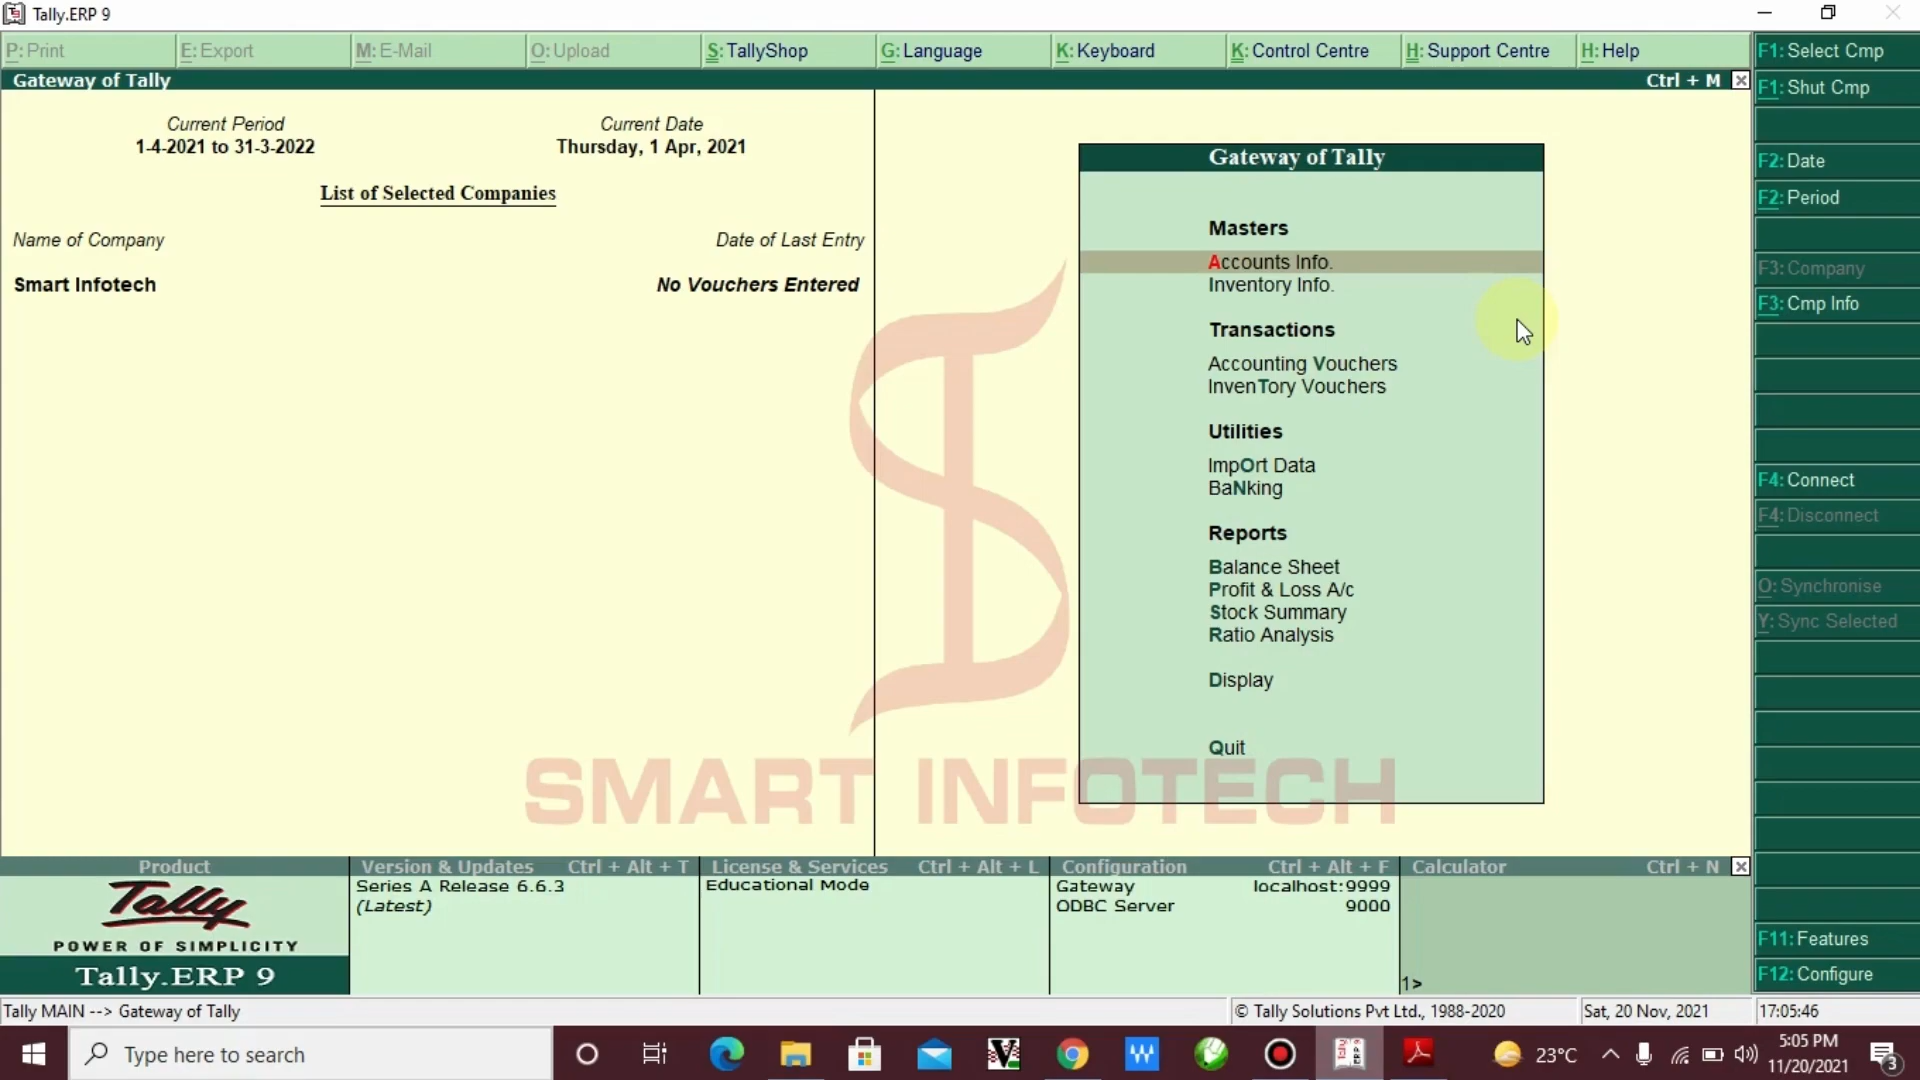 Tally.ERP 9
P: Print
E: Export
M: E-Mail
O: Upload
S: TallyShop
G: Language
K: Keyboard
K: Control Centre
H: Support Centre
H: Help
Gateway of Tally
Ctrl + M
Current Period
1-4-2021 to 31-3-2022
Current Date
Thursday, 1 Apr, 2021
List of Selected Companies
Name of Company
Date of Last Entry
Smart Infotech
No Vouchers Entered
Gateway of Tally
Masters
Accounts Info.
Inventory Info.
Transactions
Accounting Vouchers
InvenTory Vouchers
Utilities
ImpOrt Data
BaNking
Reports
Balance Sheet
Profit & Loss A/c
Stock Summary
Ratio Analysis
Display
Quit
SMART INFOTECH
F1: Select Cmp
F1: Shut Cmp
F2: Date
F2: Period
F3: Company
F3: Cmp Info
F4: Connect
F4: Disconnect
O: Synchronise
Y: Sync Selected
F11: Features
F12: Configure
Product
Tally
POWER OF SIMPLICITY
Tally.ERP 9
Version & Updates
Ctrl + Alt + T
Series A Release 6.6.3
(Latest)
License & Services
Ctrl + Alt + L
Educational Mode
Configuration
Ctrl + Alt + F
Gateway
localhost:9999
ODBC Server
9000
Calculator
Ctrl + N
1>
Tally MAIN --> Gateway of Tally
© Tally Solutions Pvt Ltd., 1988-2020
Sat, 20 Nov, 2021
17:05:46
Type here to search
23°C
5:05 PM
11/20/2021
3